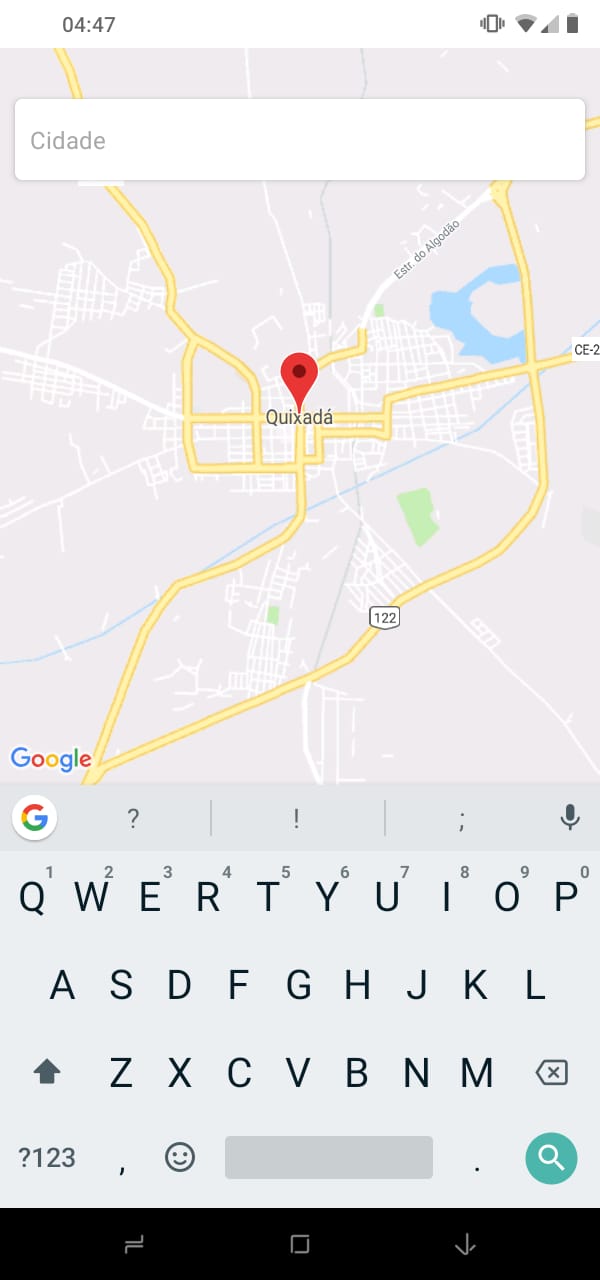 04:47
Cidade
Estr. do Algodão
CE-2
Quixadá
122
Google
G ? ! ;
1 2 3 4 5 6 7 8 9 0
Q W E R T Y U I O P
A S D F G H J K L
Z X C V B N M
?123 , .